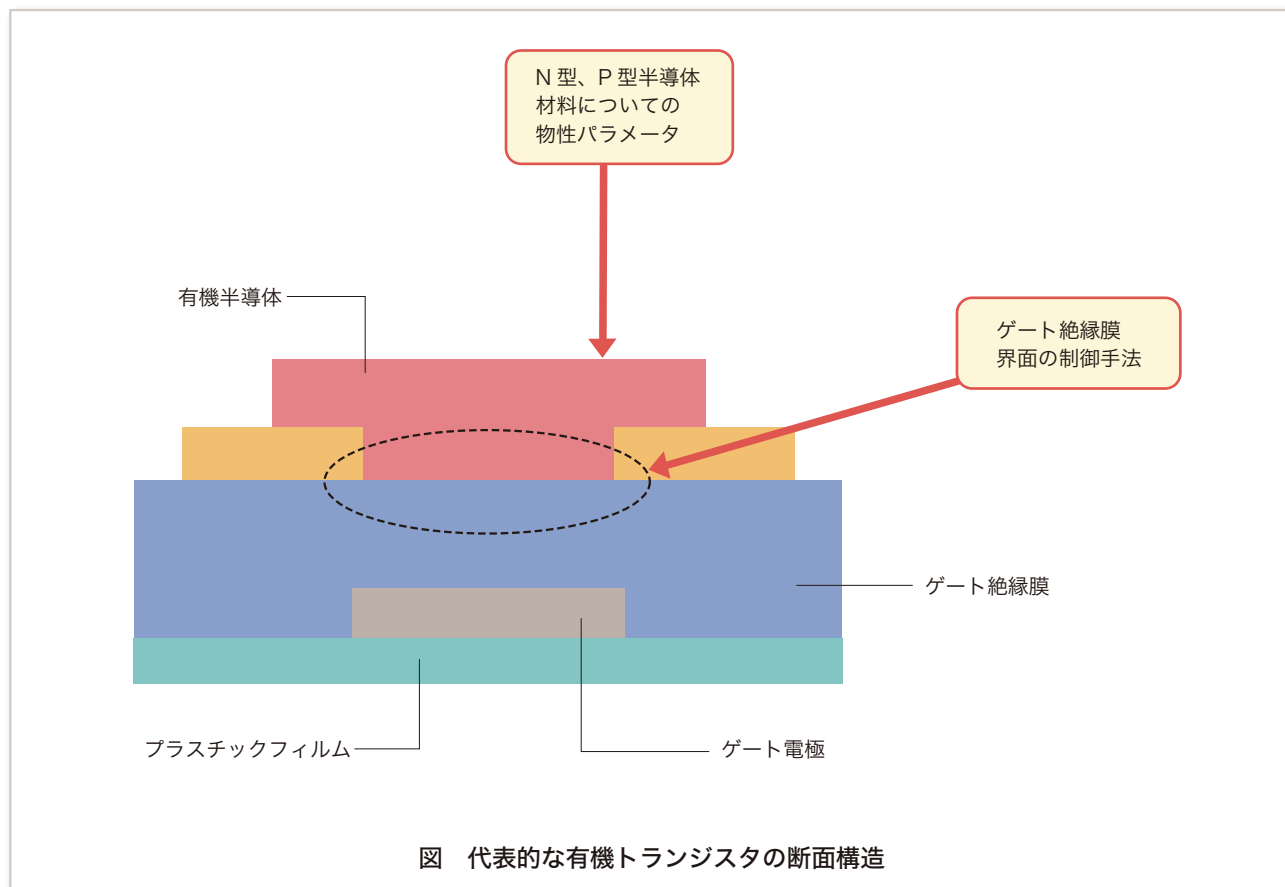 N 型、P 型半導体
材料についての
物性パラメータ
有機半導体
ゲート絶縁膜
界面の制御手法
ゲート絶縁膜
プラスチックフィルム
ゲート電極
図 代表的な有機トランジスタの断面構造